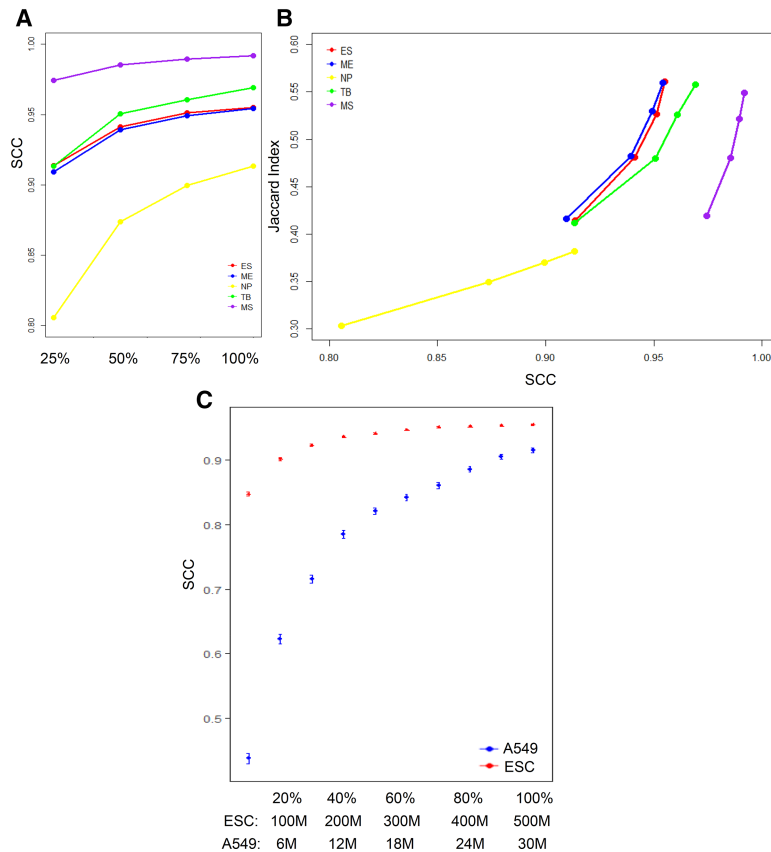 A
SCC
1.00
0.95
0.90
0.85
0.80
25% 50% 75% 100%
ES
ME
NP
TB
MS
B
Jaccard Index
0.60
0.55
0.50
0.45
0.40
0.35
0.30
ES
ME
NP
TB
MS
0.80 0.85 0.90 0.95 1.00
SCC
C
SCC
0.9
0.8
0.7
0.6
0.5
A549
ESC
20% 40% 60% 80% 100%
ESC: 100M 200M 300M 400M 500M
A549: 6M 12M 18M 24M 30M